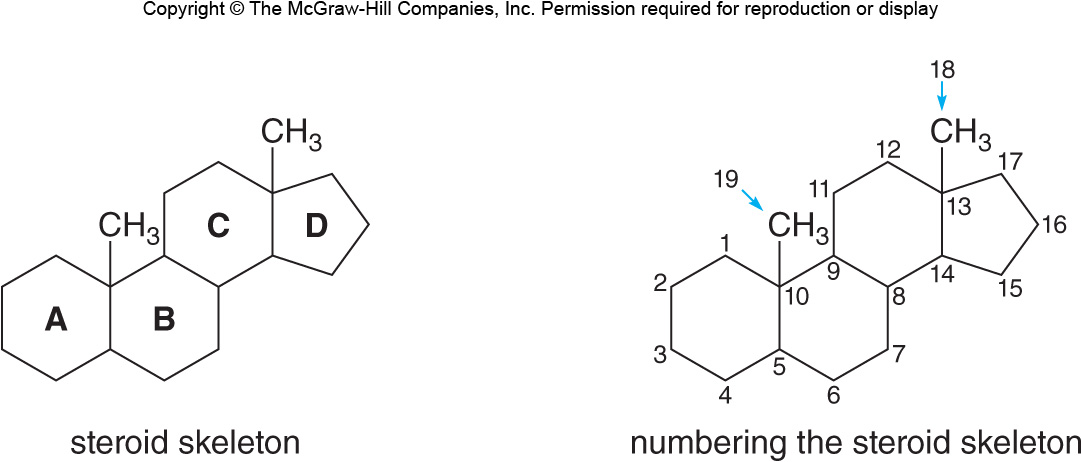 Copyright © The McGraw-Hill Companies, Inc. Permission required for reproduction or display
CH3
CH3
A
B
C
D
steroid skeleton
18
CH3
12
17
19
11
13
16
CH3
1
9
14
2
10
8
15
3
5
7
4
6
numbering the steroid skeleton